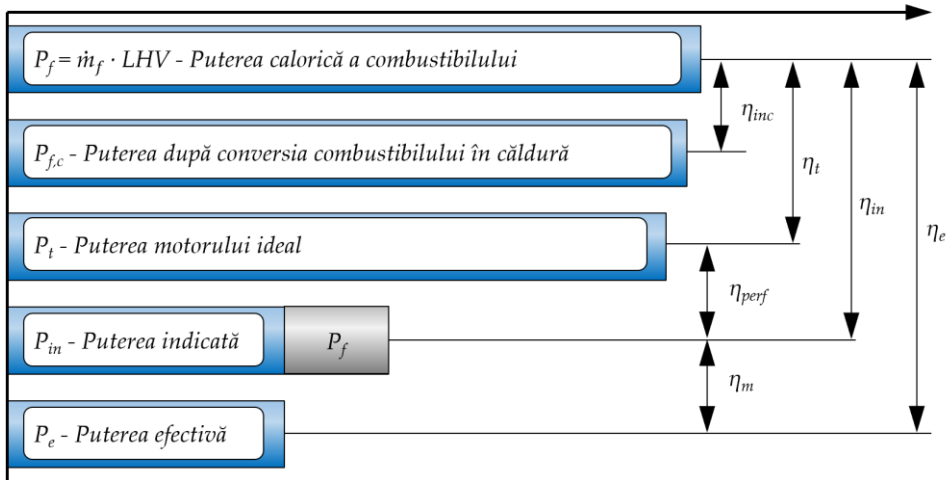 P_f = ṁ_f · LHV - Puterea calorică a combustibilului
η_inc
P_f,c - Puterea după conversia combustibilului în căldură
η_t
η_in
P_t - Puterea motorului ideal
η_e
η_perf
P_in - Puterea indicată
P_f
η_m
P_e - Puterea efectivă